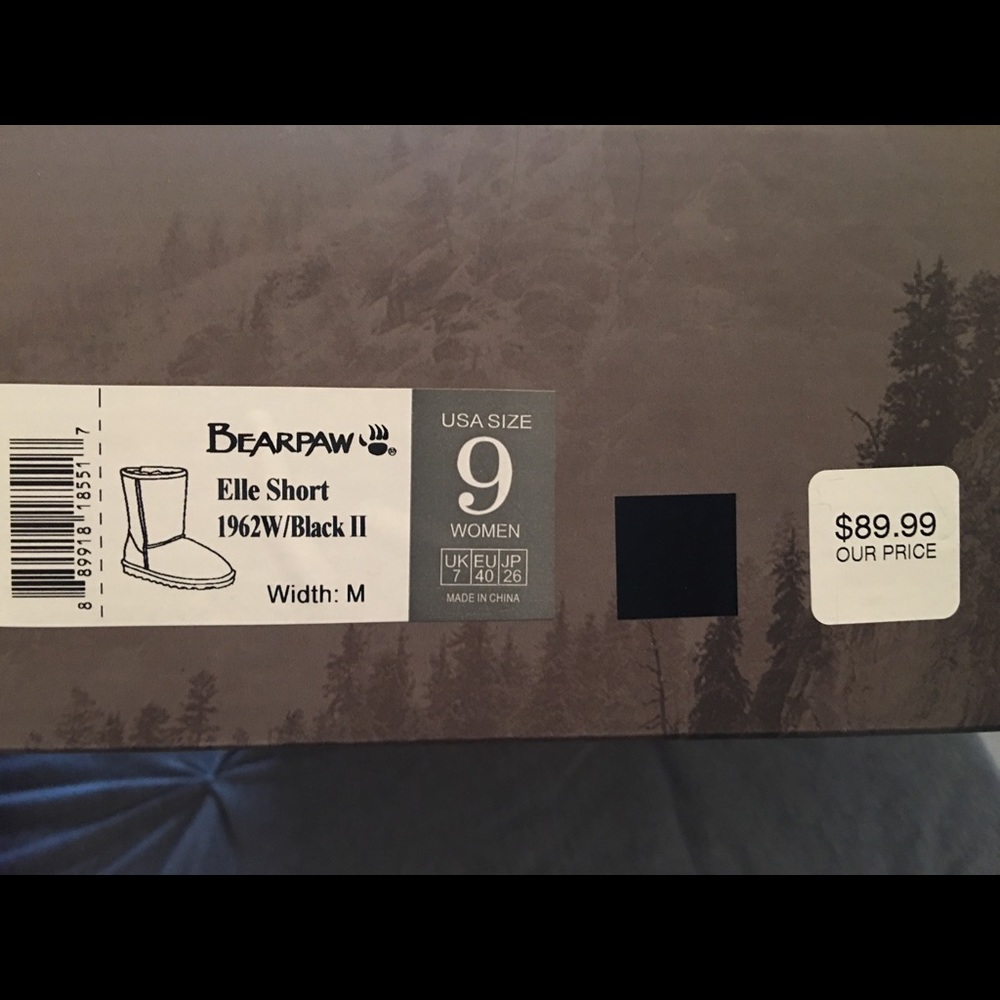 8 89918 18551 7
BEARPAW®
Elle Short
1962W/Black II
Width: M
USA SIZE
9
WOMEN
UK EU JP
7 40 26
MADE IN CHINA
$89.99
OUR PRICE